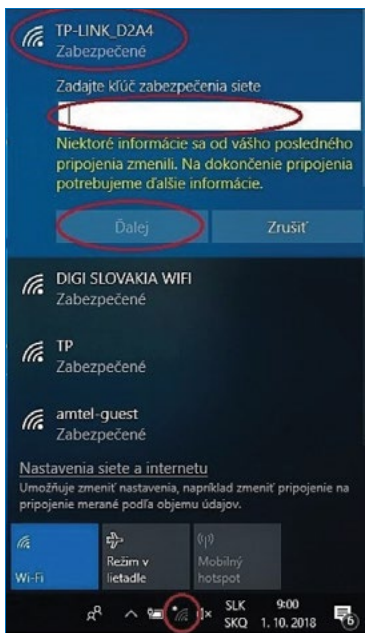 TP-LINK_D2A4
Zabezpečené
Zadajte kľúč zabezpečenia siete
Niektoré informácie sa od vášho posledného
pripojenia zmenili. Na dokončenie pripojenia
potrebujeme ďalšie informácie.
Ďalej
Zrušiť
DIGI SLOVAKIA WIFI
Zabezpečené
TP
Zabezpečené
amtel-guest
Zabezpečené
Nastavenia siete a internetu
Umožňuje zmeniť nastavenia, napríklad zmeniť pripojenie na
pripojenie merané podľa objemu údajov.
Wi-Fi
Režim v
lietadle
Mobilný
hotspot
SLK
SKQ
9:00
1. 10. 2018
6